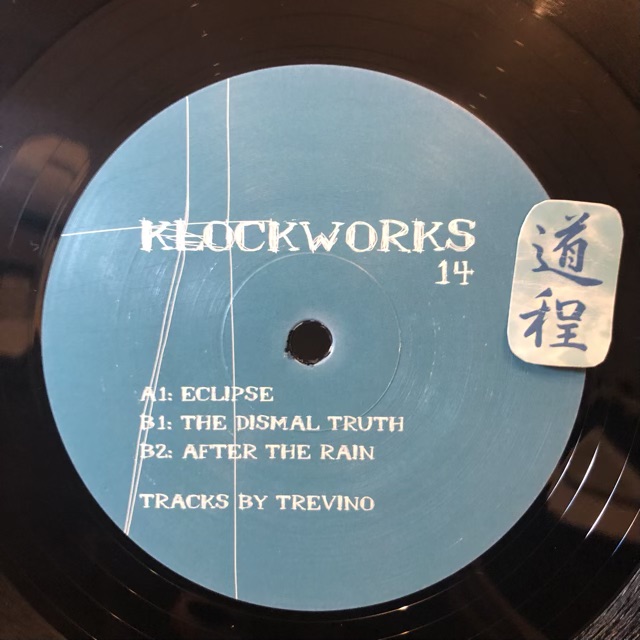 KLOCKWORKS
14
道
程
A1: ECLIPSE
B1: THE DISMAL TRUTH
B2: AFTER THE RAIN
TRACKS BY TREVINO